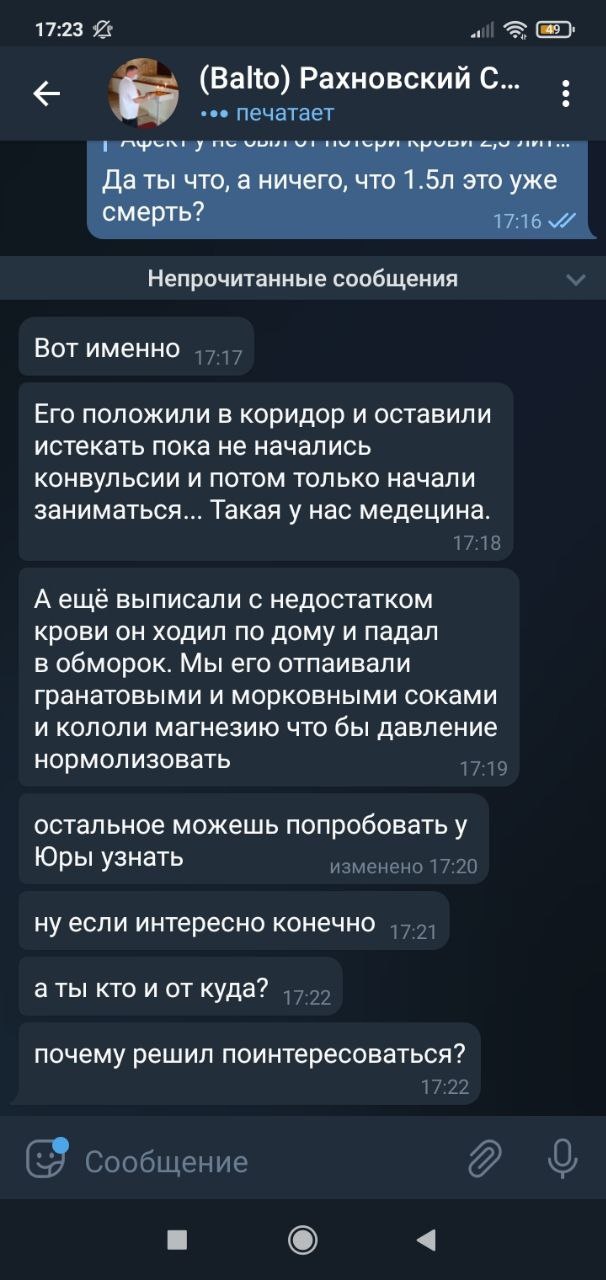 17:23
49
(Balto) Рахновский С...
печатает
Да ты что, а ничего, что 1.5л это уже
смерть?
17:16
Непрочитанные сообщения
Вот именно 17:17
Его положили в коридор и оставили
истекать пока не начались
конвульсии и потом только начали
заниматься... Такая у нас медецина.
17:18
А ещё выписали с недостатком
крови он ходил по дому и падал
в обморок. Мы его отпаивали
гранатовыми и морковными соками
и кололи магнезию что бы давление
нормолизовать 17:19
остальное можешь попробовать у
Юры узнать изменено 17:20
ну если интересно конечно 17:21
а ты кто и от куда? 17:22
почему решил поинтересоваться?
17:22
Сообщение